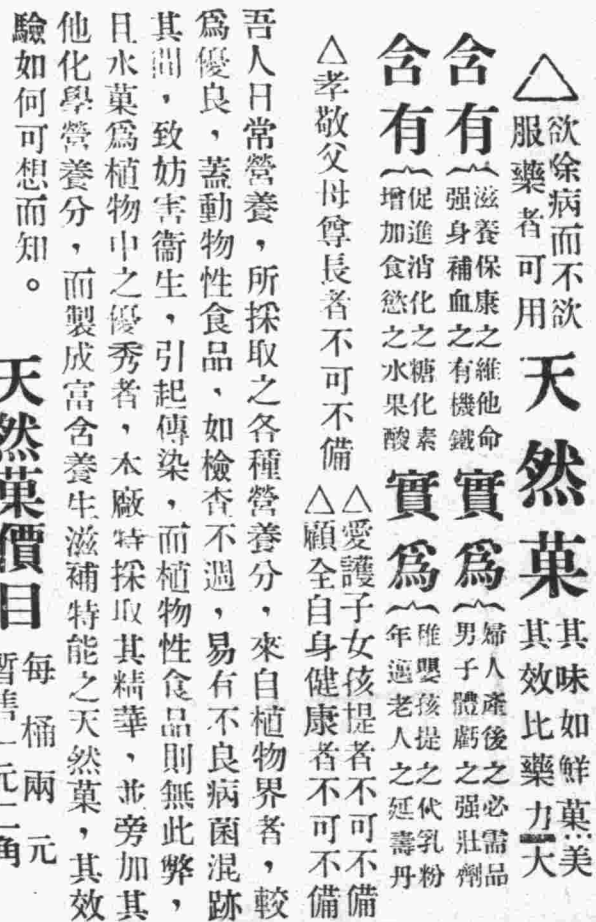 △欲除病而不欲
服藥者可用
天然菓
其味如鮮菓美
其效比藥力大
含有
滋養保康之維他命
强身補血之有機鐵
實爲
婦人產後之必需品
男子體虧之强壯劑
含有
促進消化之糖化素
增加食慾之水果酸
實爲
稚嬰孩提之代乳粉
年邁老人之延壽丹
△孝敬父母尊長者不可不備
△愛護子女孩提者不可不備
△顧全自身健康者不可不備
吾人日常營養，所採取之各種營養分，來自植物界者，較
爲優良，蓋動物性食品，如檢查不週，易有不良病菌混跡
其間，致妨害衞生，引起傳染，而植物性食品則無此弊，
且水菓爲植物中之優秀者，本廠特採取其精華，並旁加其
他化學營養分，而製成富含養生滋補特能之天然菓，其效
驗如何可想而知。
天然菓價目
每桶兩元
暫售一元二角